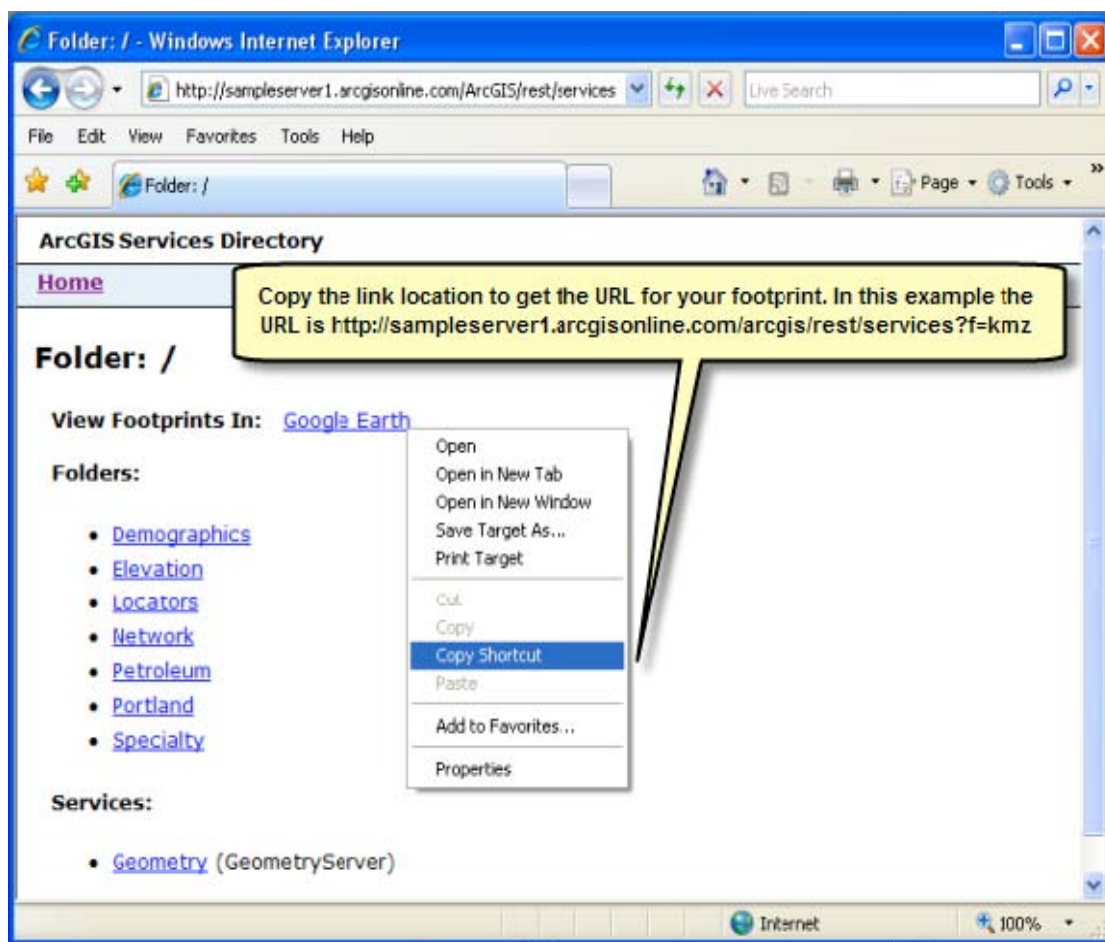 Folder: / - Windows Internet Explorer
http://sampleserver1.arcgisonline.com/ArcGIS/rest/services
Live Search
File Edit View Favorites Tools Help
Folder: /
Page Tools
ArcGIS Services Directory
Home
Copy the link location to get the URL for your footprint. In this example the
URL is http://sampleserver1.arcgisonline.com/arcgis/rest/services?f=kmz
Folder: /
View Footprints In: Google Earth
Open
Open in New Tab
Open in New Window
Save Target As...
Print Target
Cut
Copy
Copy Shortcut
Paste
Add to Favorites...
Properties
Folders:
• Demographics
• Elevation
• Locators
• Network
• Petroleum
• Portland
• Specialty
Services:
• Geometry (GeometryServer)
Internet
100%